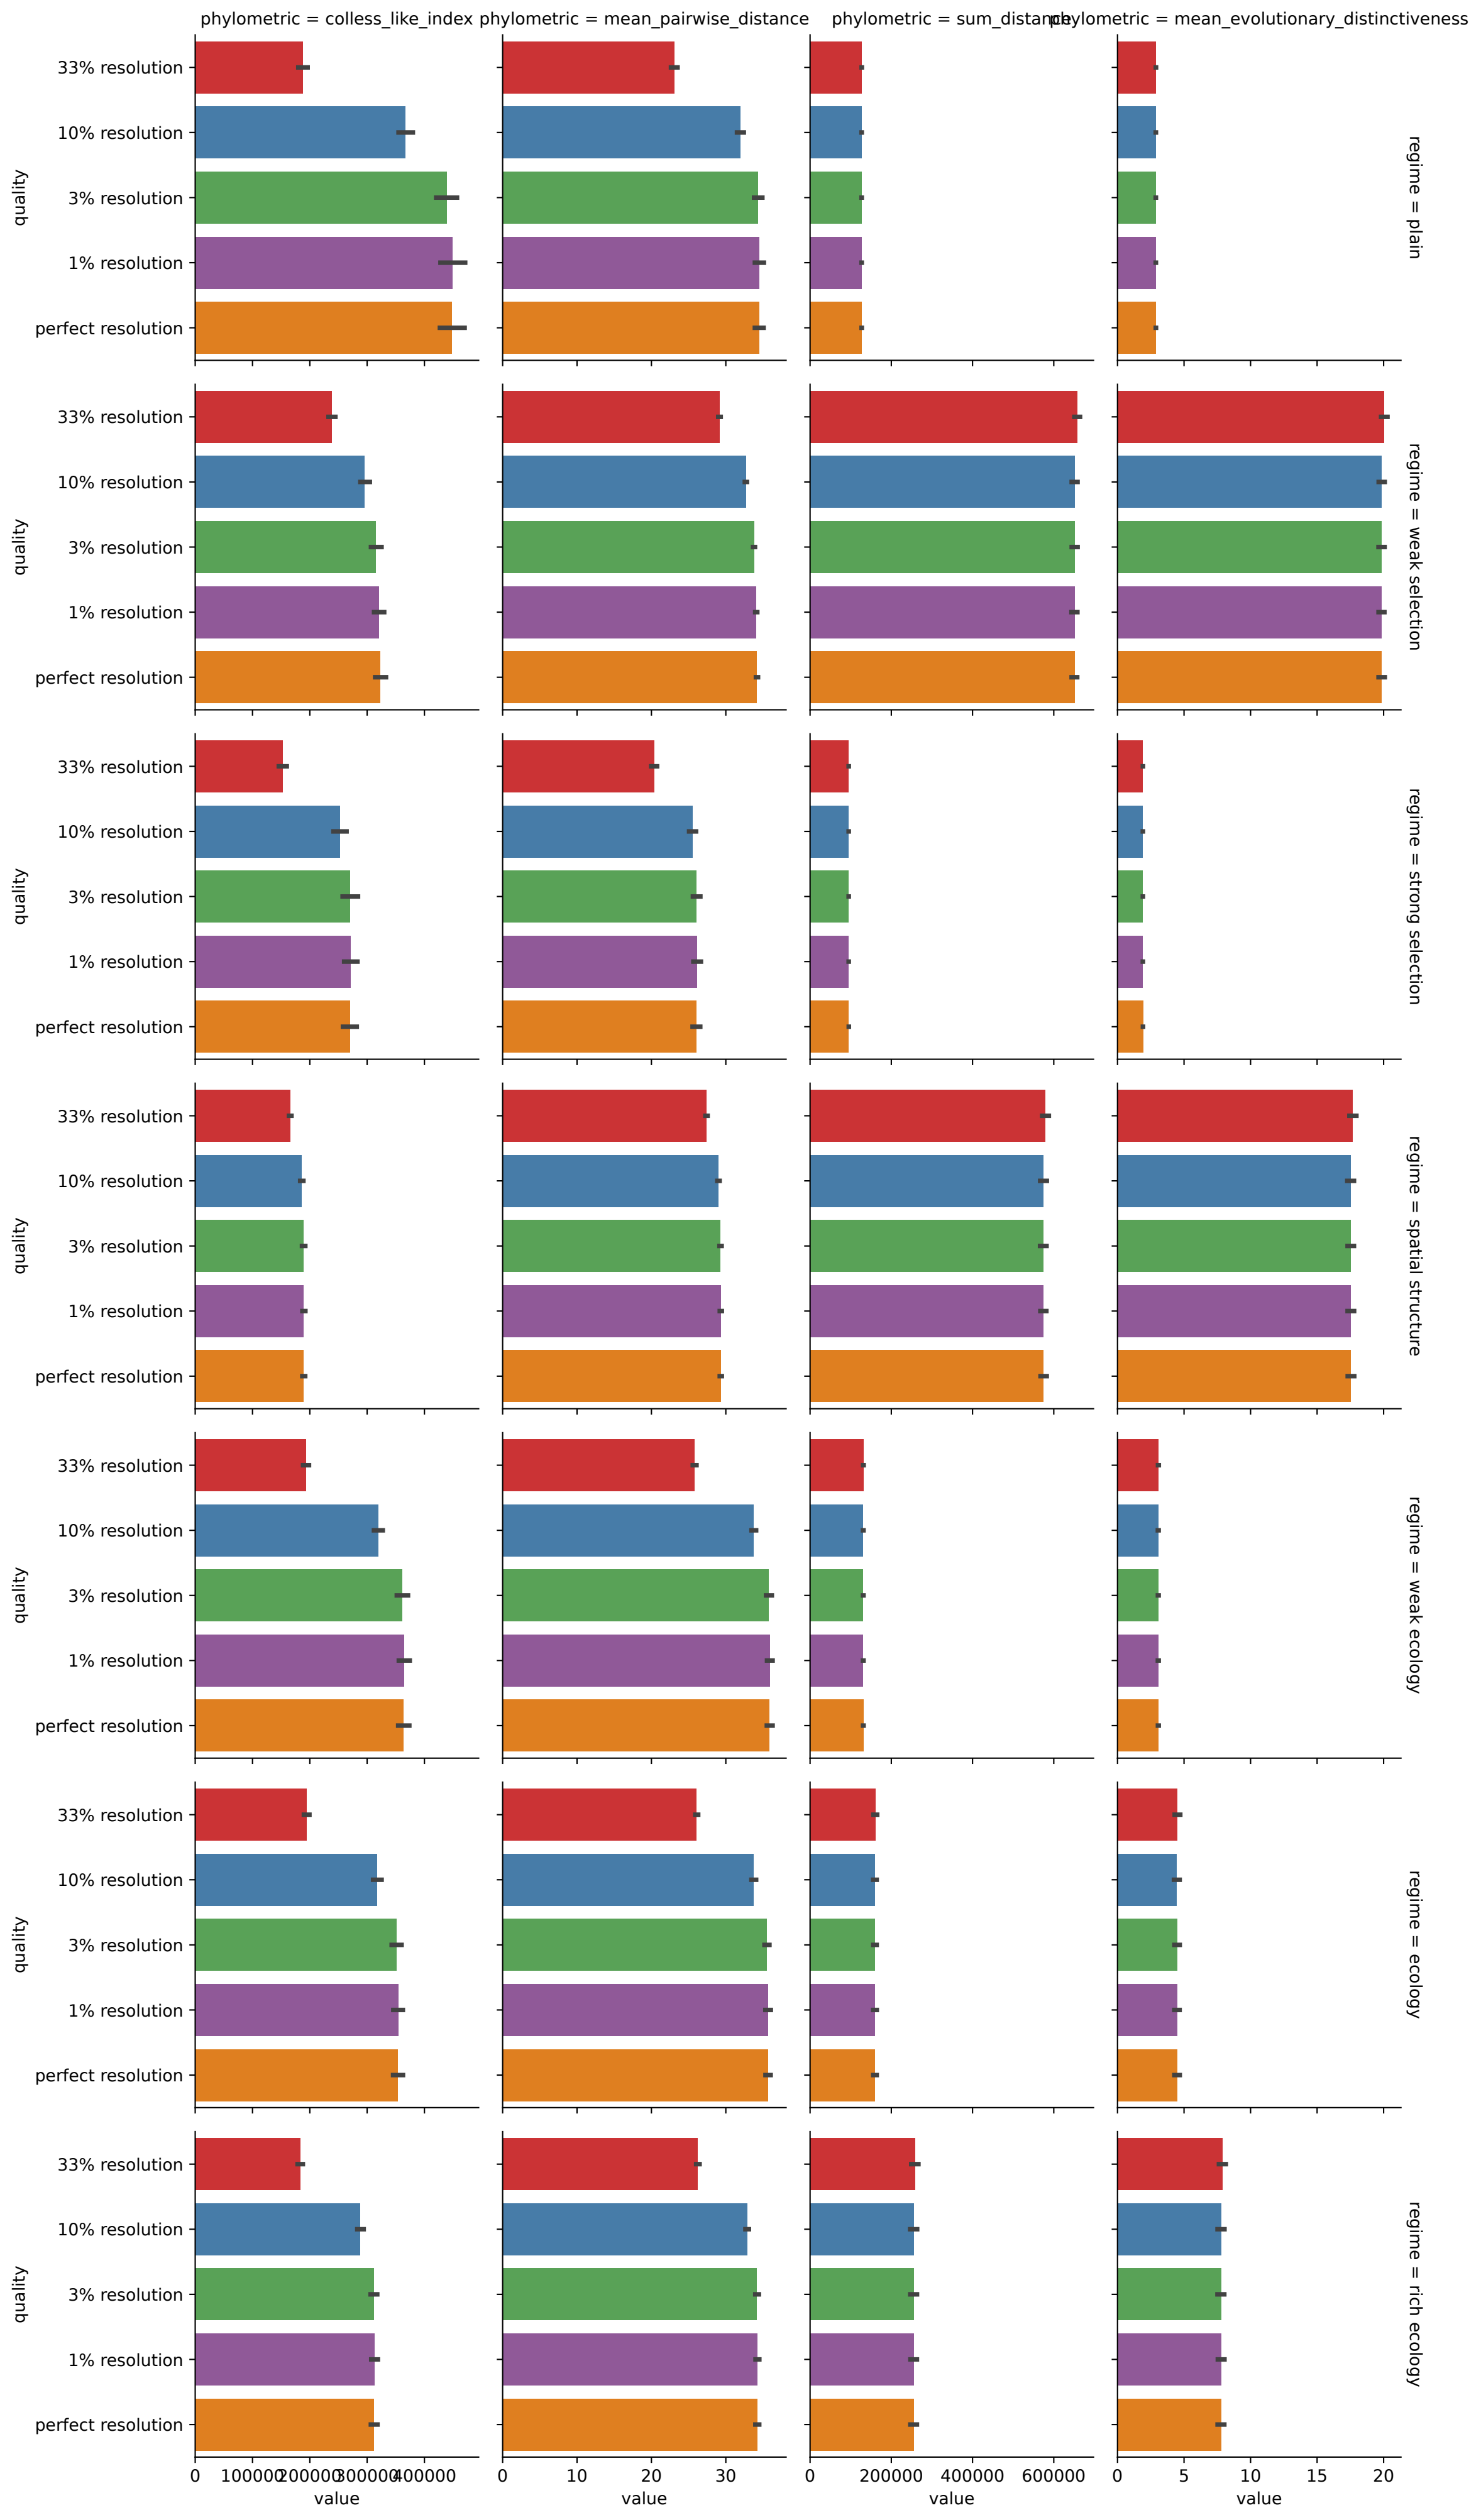 phylometric = colless_like_index
phylometric = mean_pairwise_distance
phylometric = sum_distance
phylometric = mean_evolutionary_distinctiveness
33% resolution
10% resolution
3% resolution
1% resolution
perfect resolution
quality
regime = plain
33% resolution
10% resolution
3% resolution
1% resolution
perfect resolution
quality
regime = weak selection
33% resolution
10% resolution
3% resolution
1% resolution
perfect resolution
quality
regime = strong selection
33% resolution
10% resolution
3% resolution
1% resolution
perfect resolution
quality
regime = spatial structure
33% resolution
10% resolution
3% resolution
1% resolution
perfect resolution
quality
regime = weak ecology
33% resolution
10% resolution
3% resolution
1% resolution
perfect resolution
quality
regime = ecology
33% resolution
10% resolution
3% resolution
1% resolution
perfect resolution
quality
regime = rich ecology
0 100000 200000 300000 400000
value
0 10 20 30
value
0 200000 400000 600000
value
0 5 10 15 20
value